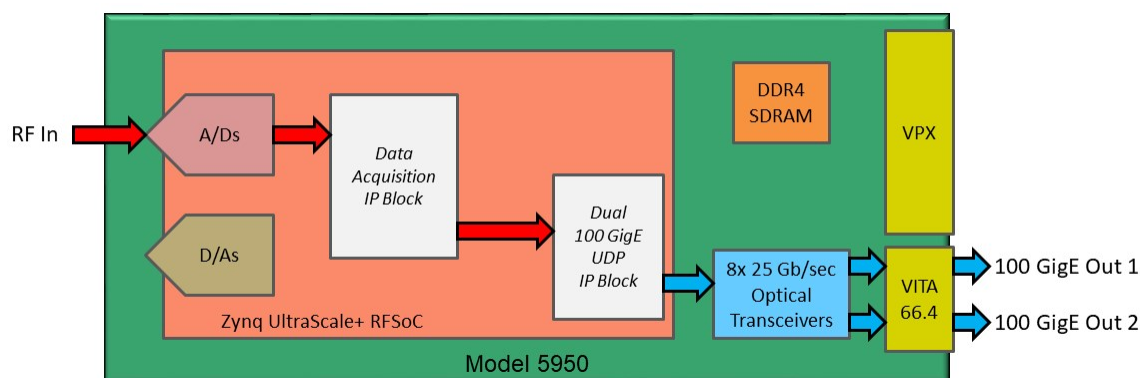 RF In
A/Ds
Data
Acquisition
IP Block
D/As
Dual
100 GigE
UDP
IP Block
Zynq UltraScale+ RFSoC
DDR4
SDRAM
VPX
8x 25 Gb/sec
Optical
Transceivers
VITA
66.4
100 GigE Out 1
100 GigE Out 2
Model 5950